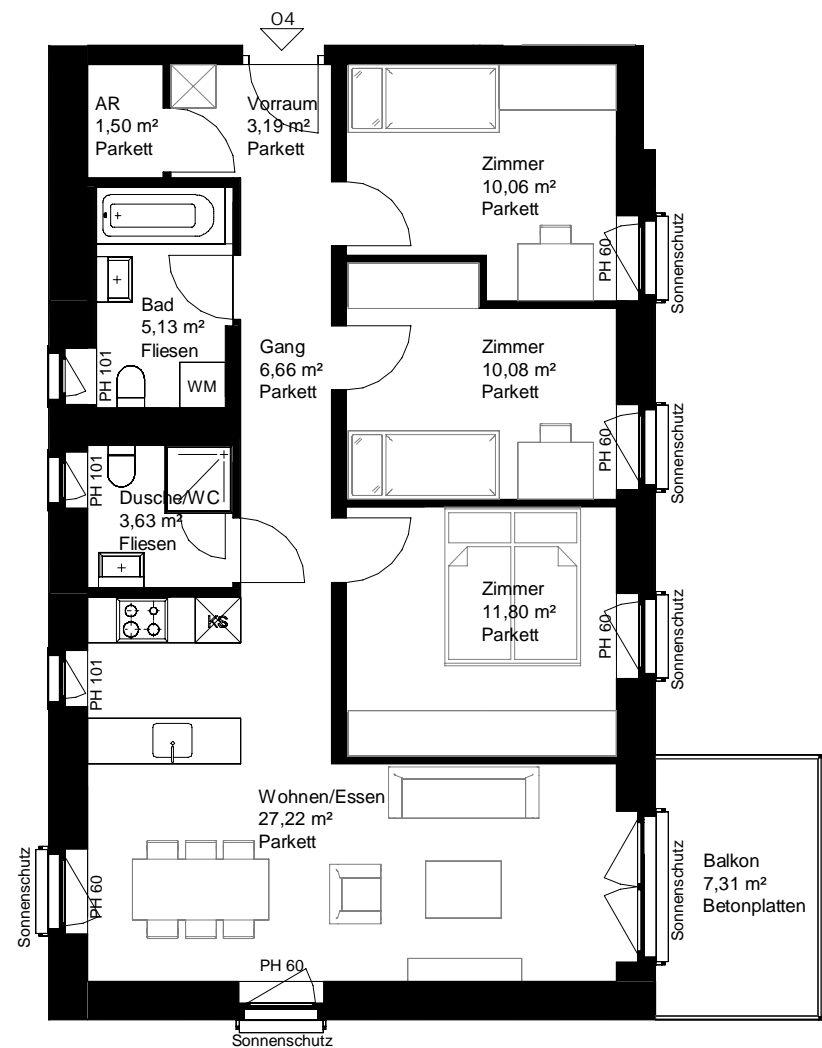 O4
AR
1,50 m²
Parkett
Vorraum
3,19 m²
Parkett
Zimmer
10,06 m²
Parkett
PH 60
Sonnenschutz
Bad
5,13 m²
Fliesen
PH 101
WM
Gang
6,66 m²
Parkett
Zimmer
10,08 m²
Parkett
PH 60
Sonnenschutz
PH 101
Dusche/WC
3,63 m²
Fliesen
Zimmer
11,80 m²
Parkett
PH 60
Sonnenschutz
KS
PH 101
Wohnen/Essen
27,22 m²
Parkett
Sonnenschutz
PH 60
PH 60
Sonnenschutz
Sonnenschutz
Balkon
7,31 m²
Betonplatten